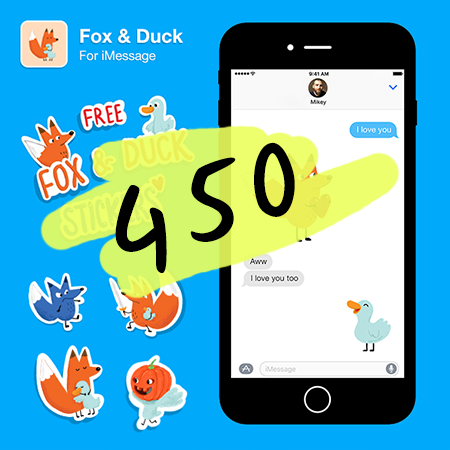 Fox & Duck
For iMessage
FREE
FOX & DUCK
STICKERS
450
9:41 AM
Mikey
I love you
Aww
I love you too
iMessage